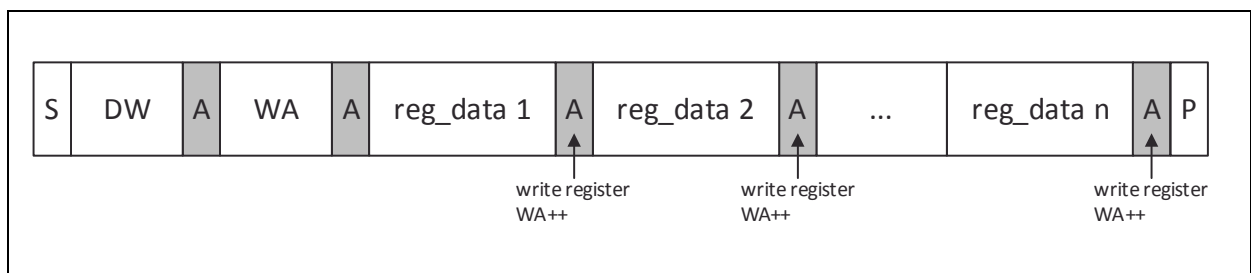 S DW A WA A reg_data 1 A reg_data 2 A ... reg_data n A P
write register write register write register
WA++ WA++ WA++